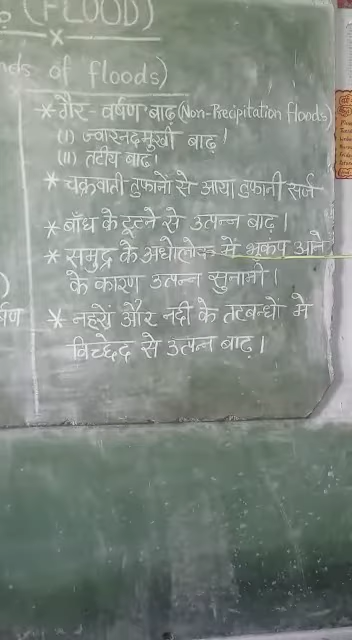 (FLOOD)
nds of floods)
* गैर-वर्षण बाढ़ (Non-Precipitation floods)
(I) ज्वारनदमुखी बाढ़।
(II) तटीय बाढ़।
* चक्रवाती तुफानों से आया तुफानी सर्ज
* बाँध के टूटने से उत्पन्न बाढ़।
* समुद्र के अधोलोक में भूकंप आने
के कारण उत्पन्न सुनामी।
* नहरों और नदी के तटबन्धों मे
विच्छेद से उत्पन्न बाढ़।